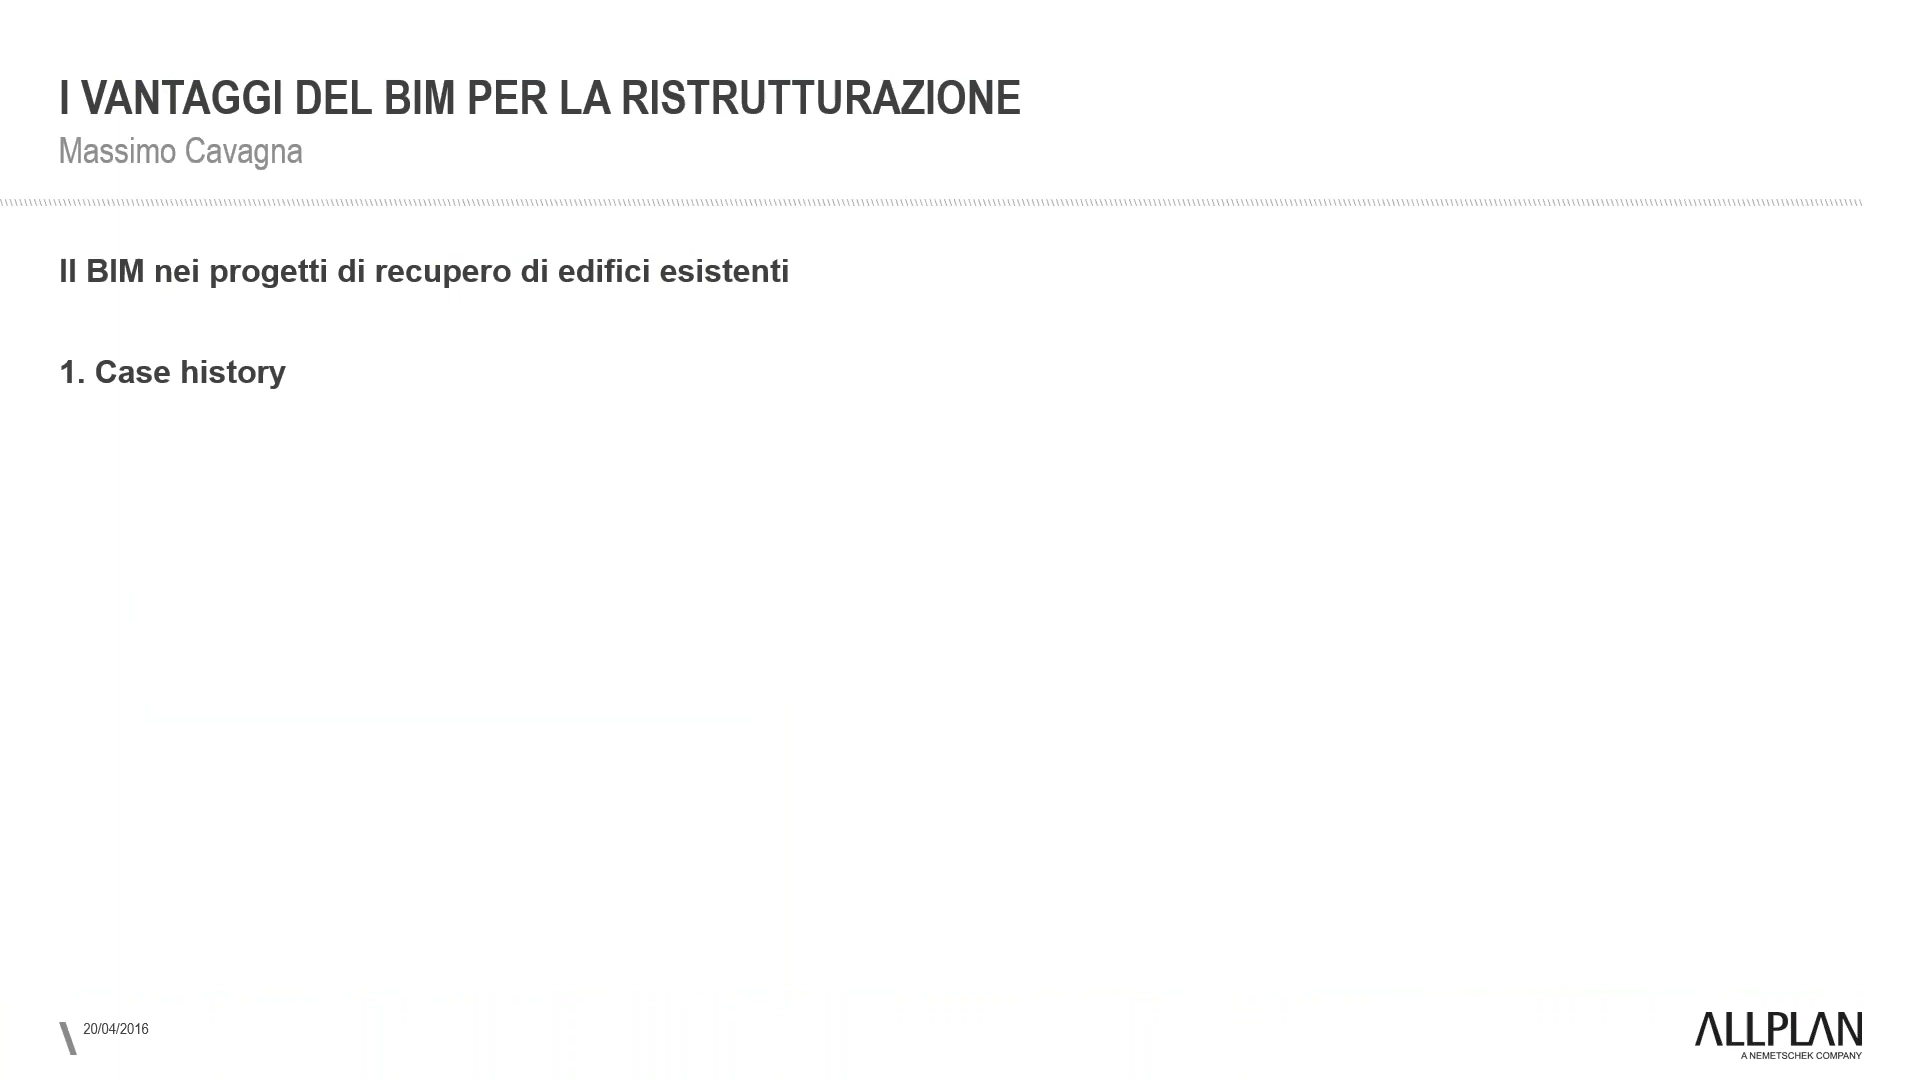 I VANTAGGI DEL BIM PER LA RISTRUTTURAZIONE
Massimo Cavagna
Il BIM nei progetti di recupero di edifici esistenti
1. Case history
20/04/2016
ALLPLAN
A NEMETSCHEK COMPANY